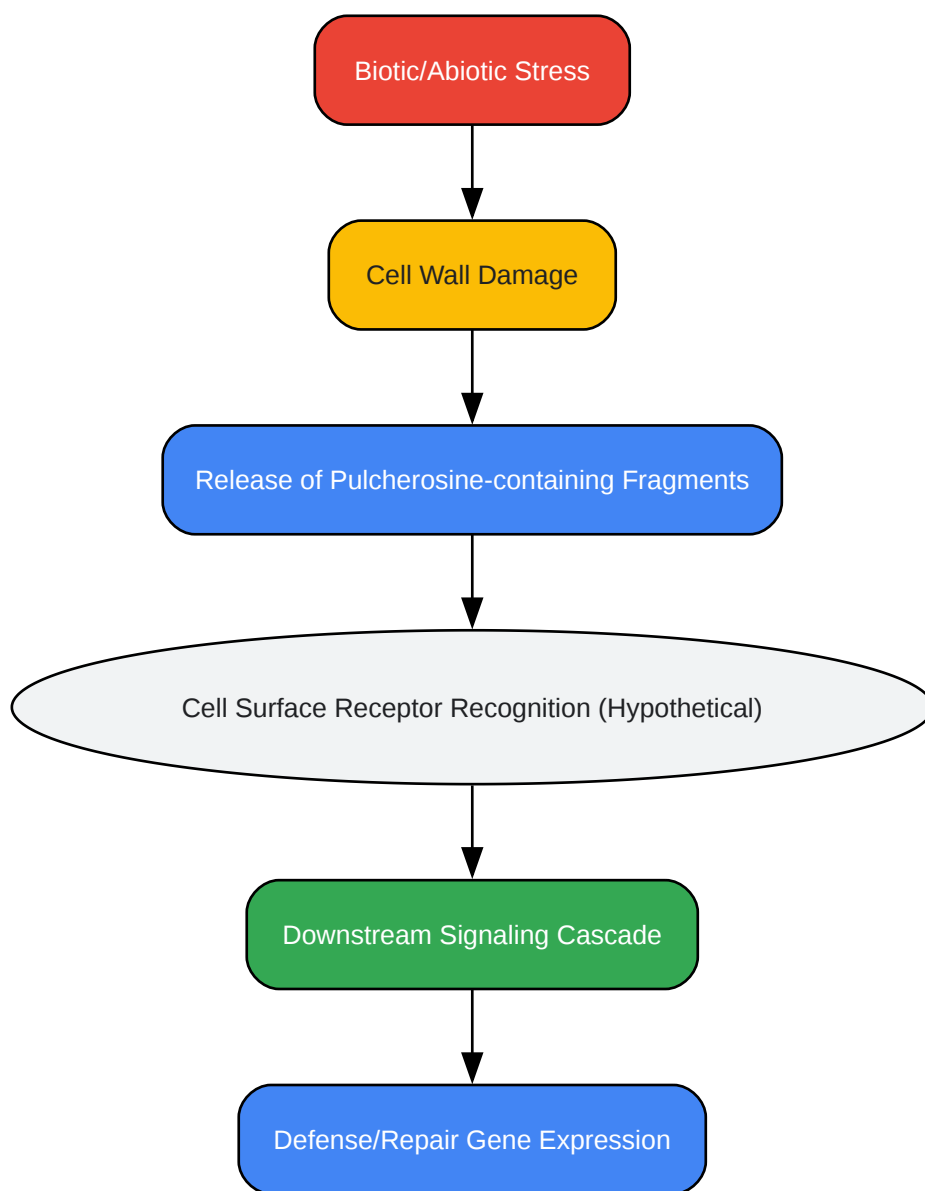 Biotic/Abiotic Stress
Cell Wall Damage
Release of Pulcherosine-containing Fragments
Cell Surface Receptor Recognition (Hypothetical)
Downstream Signaling Cascade
Defense/Repair Gene Expression